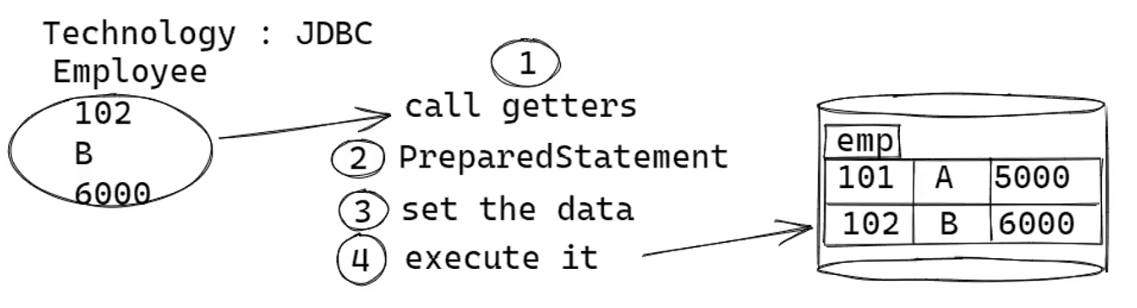 Technology : JDBC
Employee
102
B
6000
1
call getters
2 PreparedStatement
3 set the data
4 execute it
emp
101 A 5000
102 B 6000